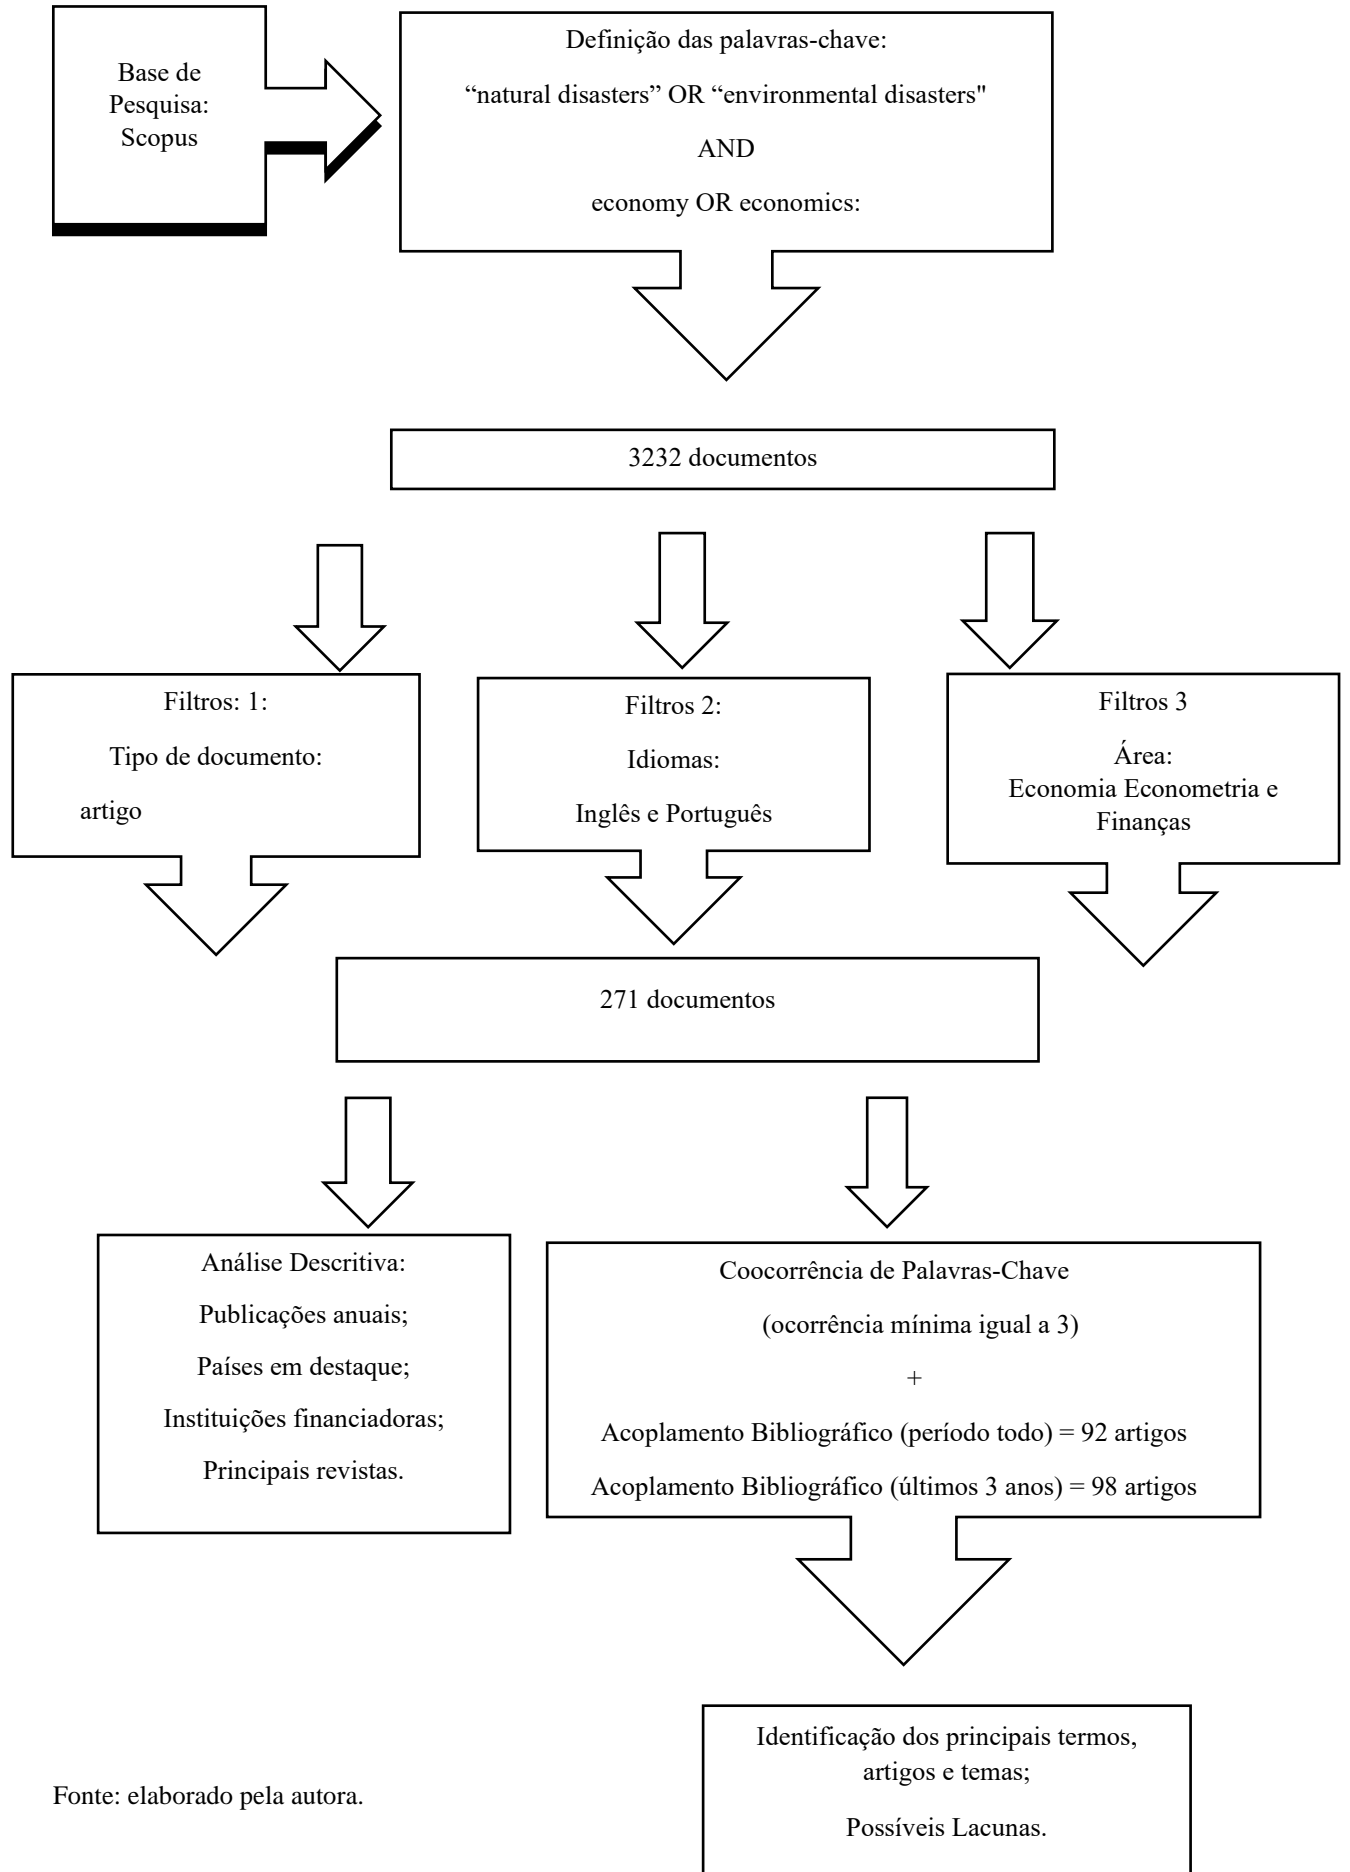 Base de
Pesquisa:
Scopus
Definição das palavras-chave:
“natural disasters” OR “environmental disasters"
AND
economy OR economics:
3232 documentos
Filtros: 1:
Tipo de documento:
artigo
Filtros 2:
Idiomas:
Inglês e Português
Filtros 3
Área:
Economia Econometria e
Finanças
271 documentos
Análise Descritiva:
Publicações anuais;
Países em destaque;
Instituições financiadoras;
Principais revistas.
Coocorrência de Palavras-Chave
(ocorrência mínima igual a 3)
+
Acoplamento Bibliográfico (período todo) = 92 artigos
Acoplamento Bibliográfico (últimos 3 anos) = 98 artigos
Identificação dos principais termos,
artigos e temas;
Possíveis Lacunas.
Fonte: elaborado pela autora.